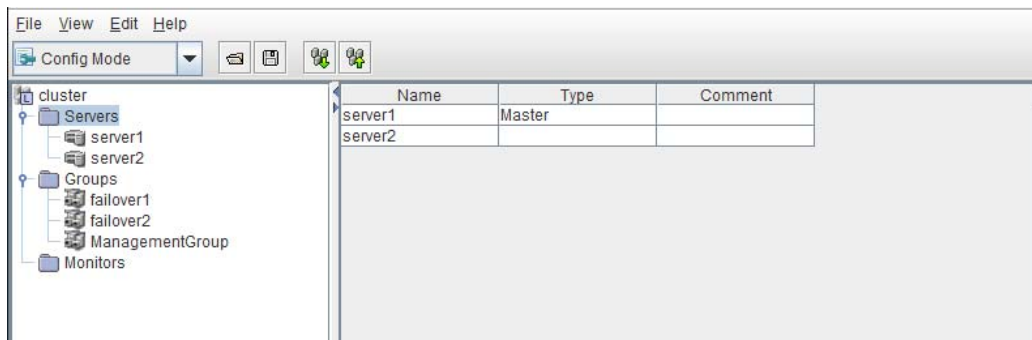 File View Edit Help
Config Mode
cluster
Servers
server1
server2
Groups
failover1
failover2
ManagementGroup
Monitors
Name Type Comment
server1 Master
server2